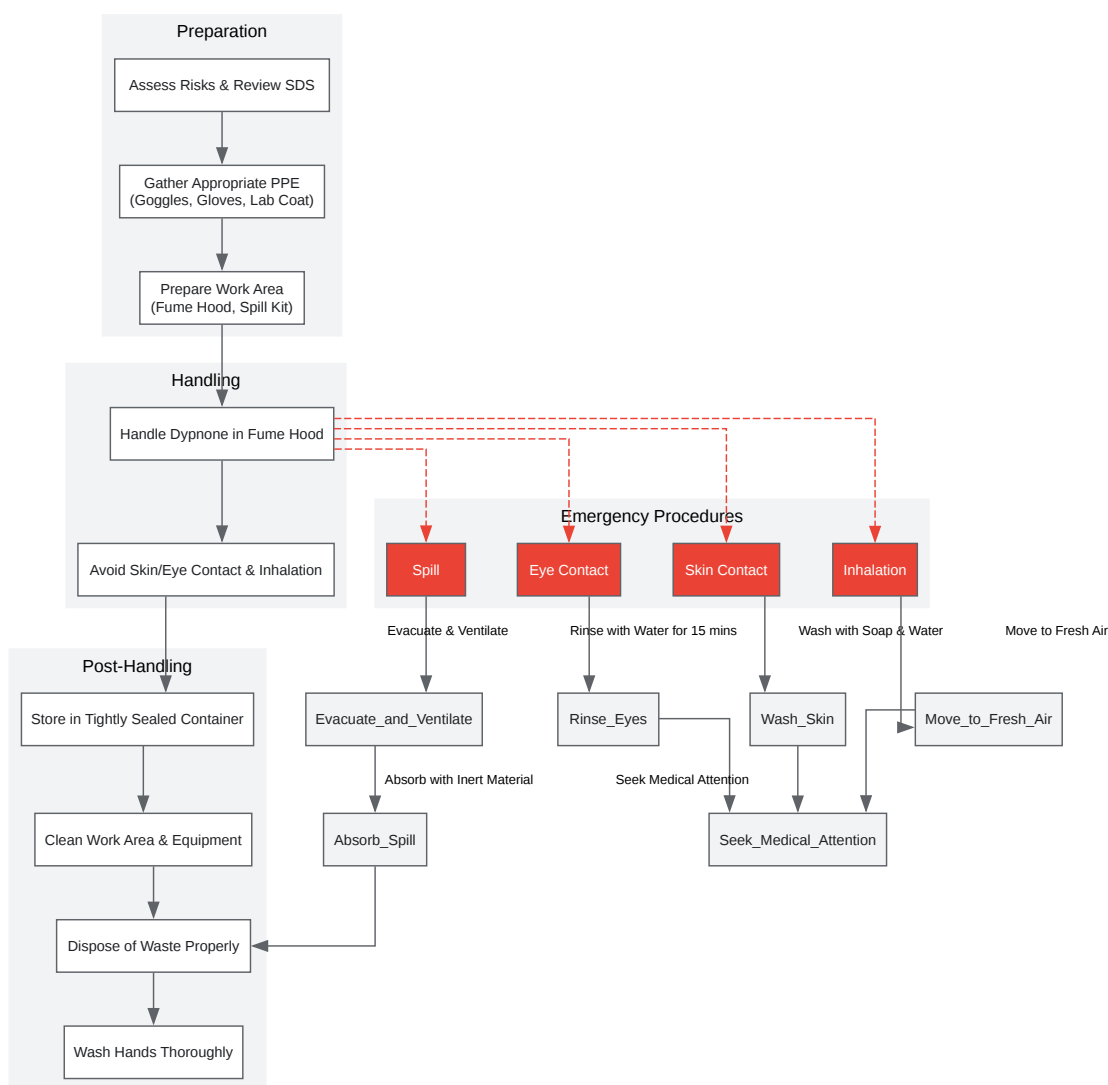 Preparation
Assess Risks & Review SDS
Gather Appropriate PPE
(Goggles, Gloves, Lab Coat)
Prepare Work Area
(Fume Hood, Spill Kit)
Handling
Handle Dypnone in Fume Hood
Avoid Skin/Eye Contact & Inhalation
Emergency Procedures
Spill
Eye Contact
Skin Contact
Inhalation
Evacuate & Ventilate
Rinse with Water for 15 mins
Wash with Soap & Water
Move to Fresh Air
Post-Handling
Store in Tightly Sealed Container
Evacuate_and_Ventilate
Rinse_Eyes
Wash_Skin
Move_to_Fresh_Air
Absorb with Inert Material
Seek Medical Attention
Clean Work Area & Equipment
Absorb_Spill
Seek_Medical_Attention
Dispose of Waste Properly
Wash Hands Thoroughly